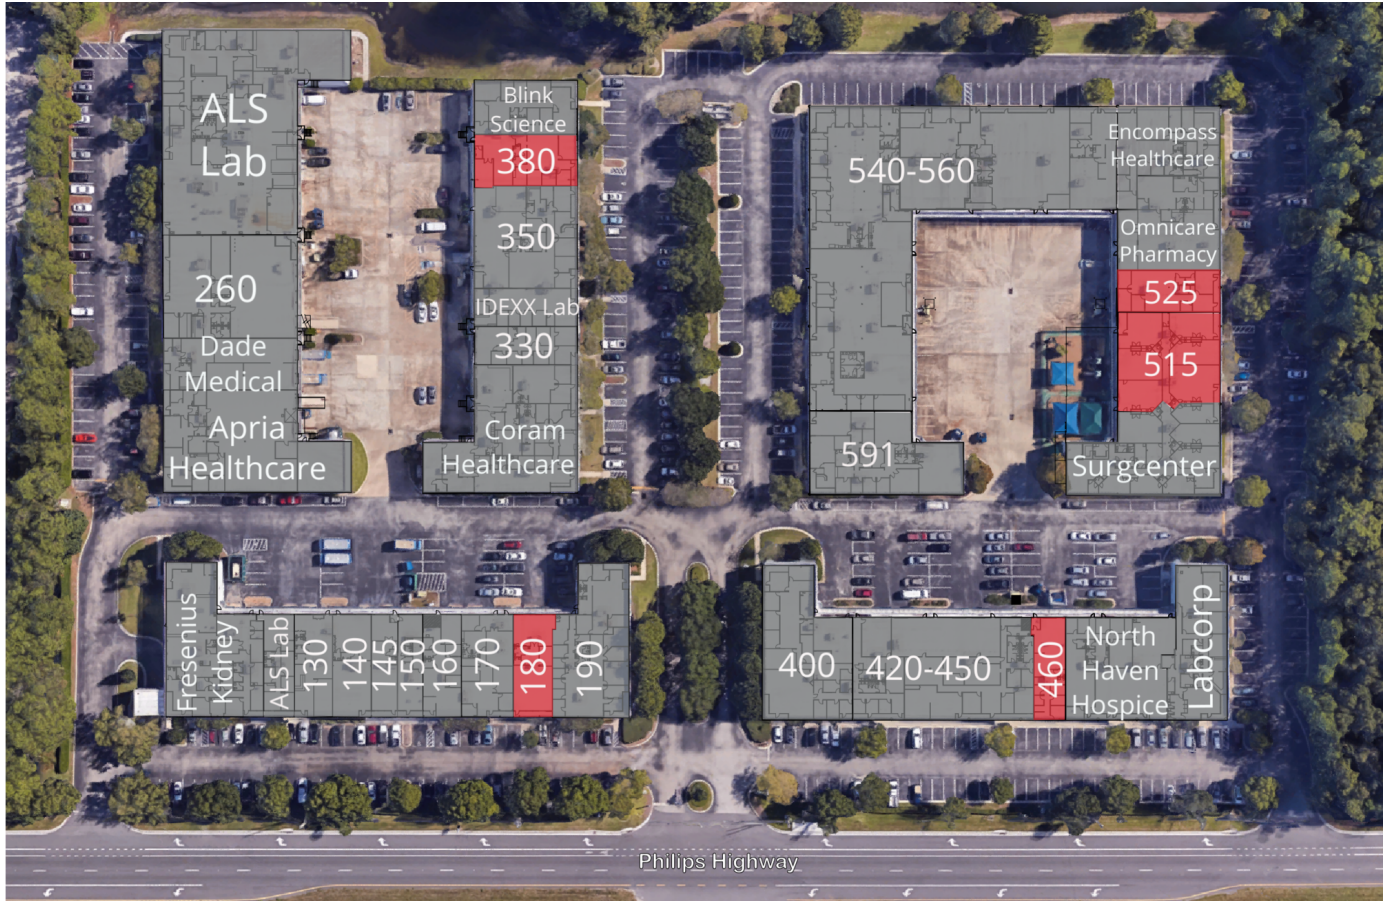 ALS
Lab
260
Dade
Medical
Apria
Healthcare
Blink
Science
380
350
IDEXX Lab
330
Coram
Healthcare
540-560
Encompass
Healthcare
Omnicare
Pharmacy
525
515
591
Surgcenter
Fresenius
Kidney
ALS Lab
130
140
145
150
160
170
180
190
400
420-450
460
North
Haven
Hospice
Labcorp
Philips Highway